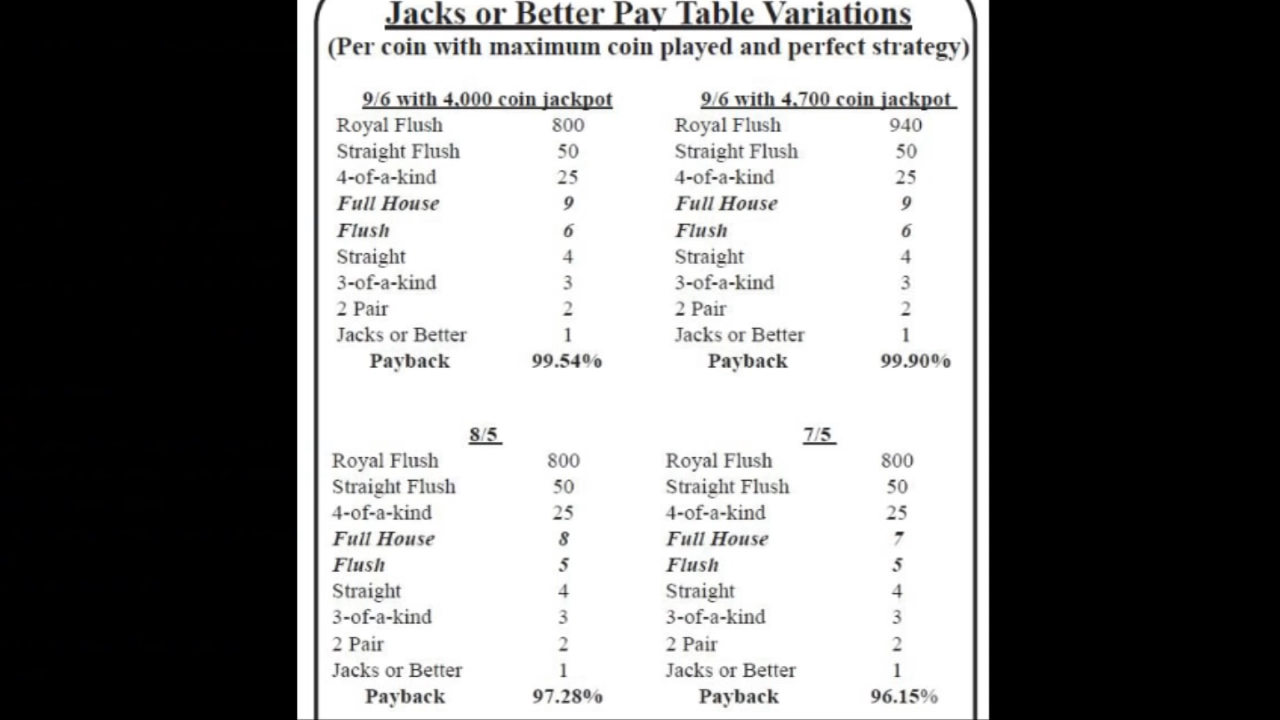 Jacks or Better Pay Table Variations
(Per coin with maximum coin played and perfect strategy)
9/6 with 4,000 coin jackpot
Royal Flush 800
Straight Flush 50
4-of-a-kind 25
Full House 9
Flush 6
Straight 4
3-of-a-kind 3
2 Pair 2
Jacks or Better 1
Payback 99.54%
9/6 with 4,700 coin jackpot
Royal Flush 940
Straight Flush 50
4-of-a-kind 25
Full House 9
Flush 6
Straight 4
3-of-a-kind 3
2 Pair 2
Jacks or Better 1
Payback 99.90%
8/5
Royal Flush 800
Straight Flush 50
4-of-a-kind 25
Full House 8
Flush 5
Straight 4
3-of-a-kind 3
2 Pair 2
Jacks or Better 1
Payback 97.28%
7/5
Royal Flush 800
Straight Flush 50
4-of-a-kind 25
Full House 7
Flush 5
Straight 4
3-of-a-kind 3
2 Pair 2
Jacks or Better 1
Payback 96.15%